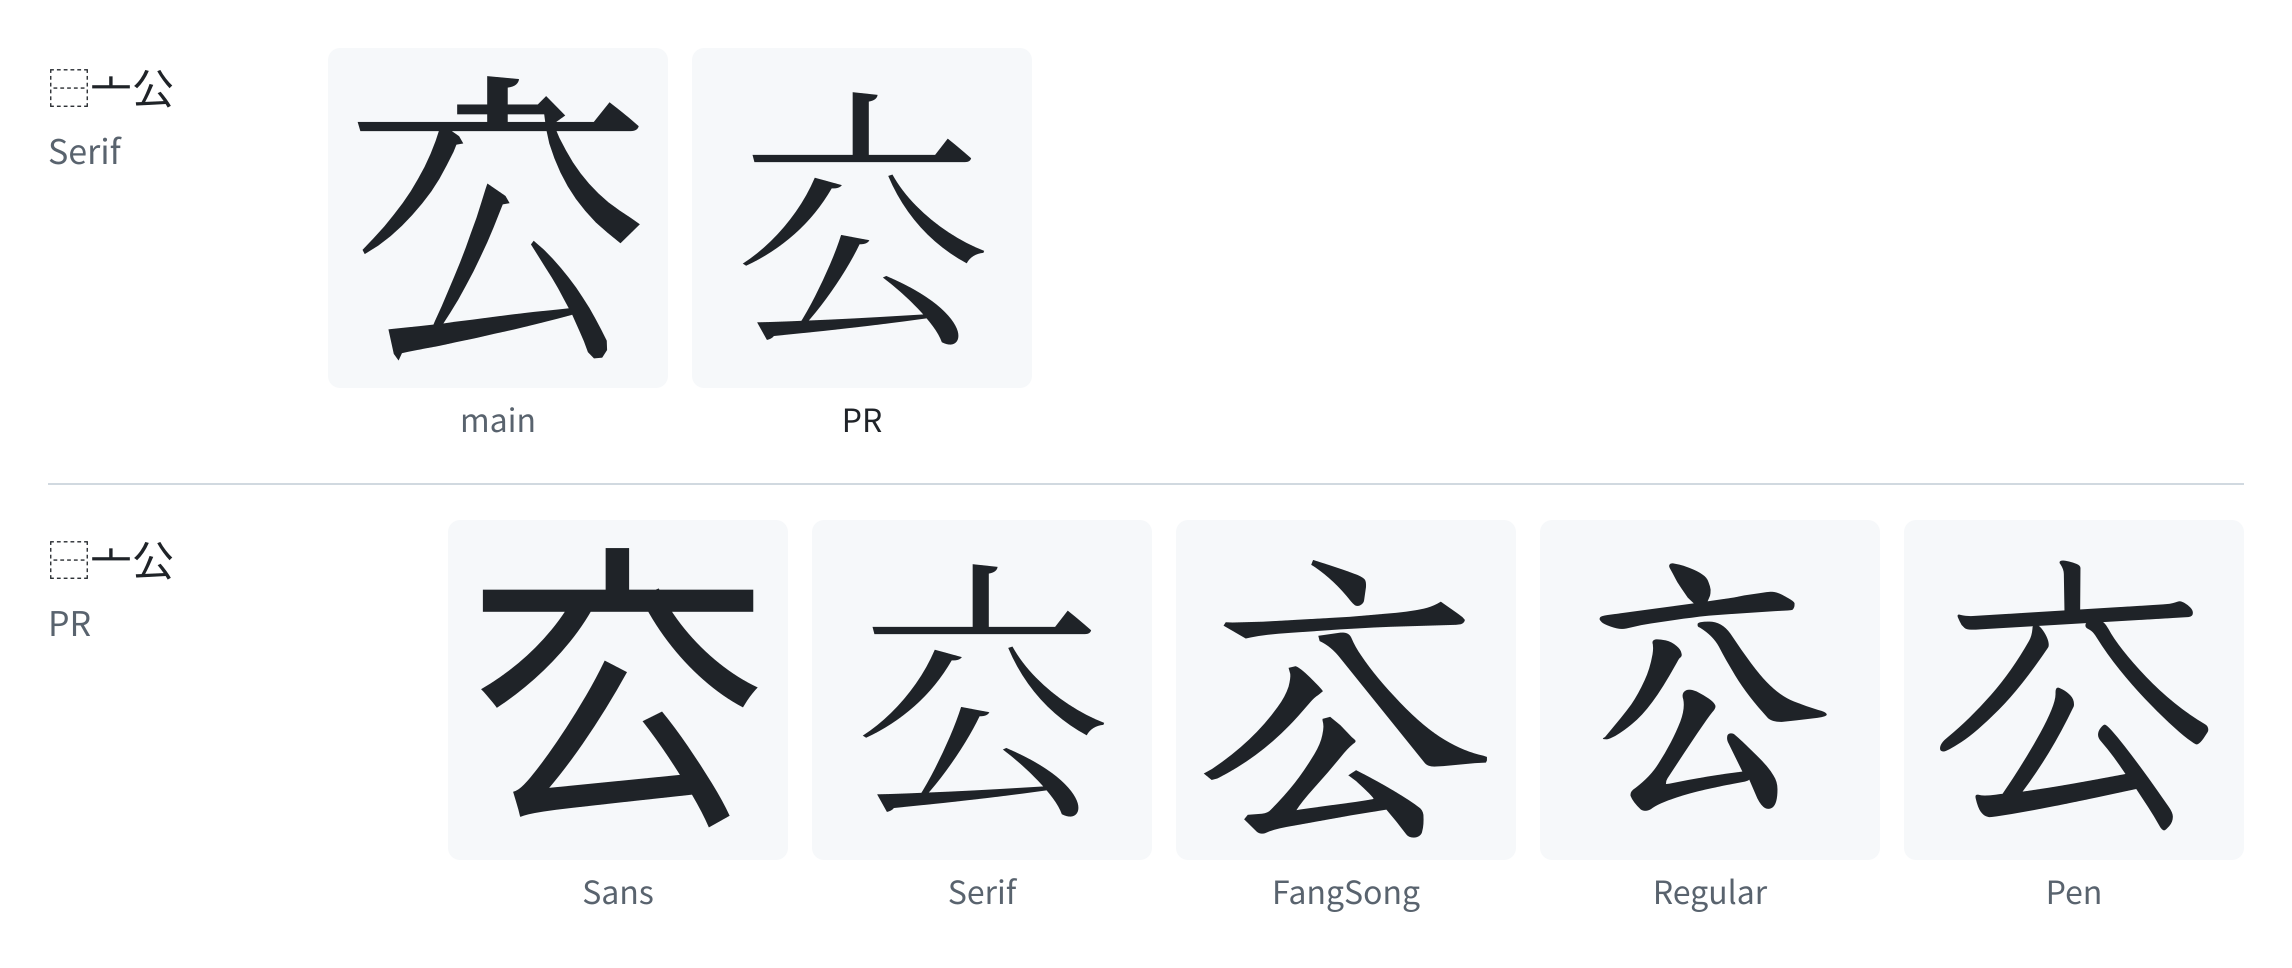 ⿱亠公
Serif
main
PR
⿱亠公
PR
Sans
Serif
FangSong
Regular
Pen